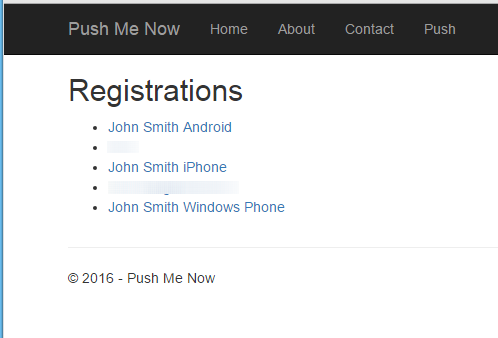 Push Me Now Home About Contact Push
Registrations
John Smith Android
John Smith iPhone
John Smith Windows Phone
© 2016 - Push Me Now